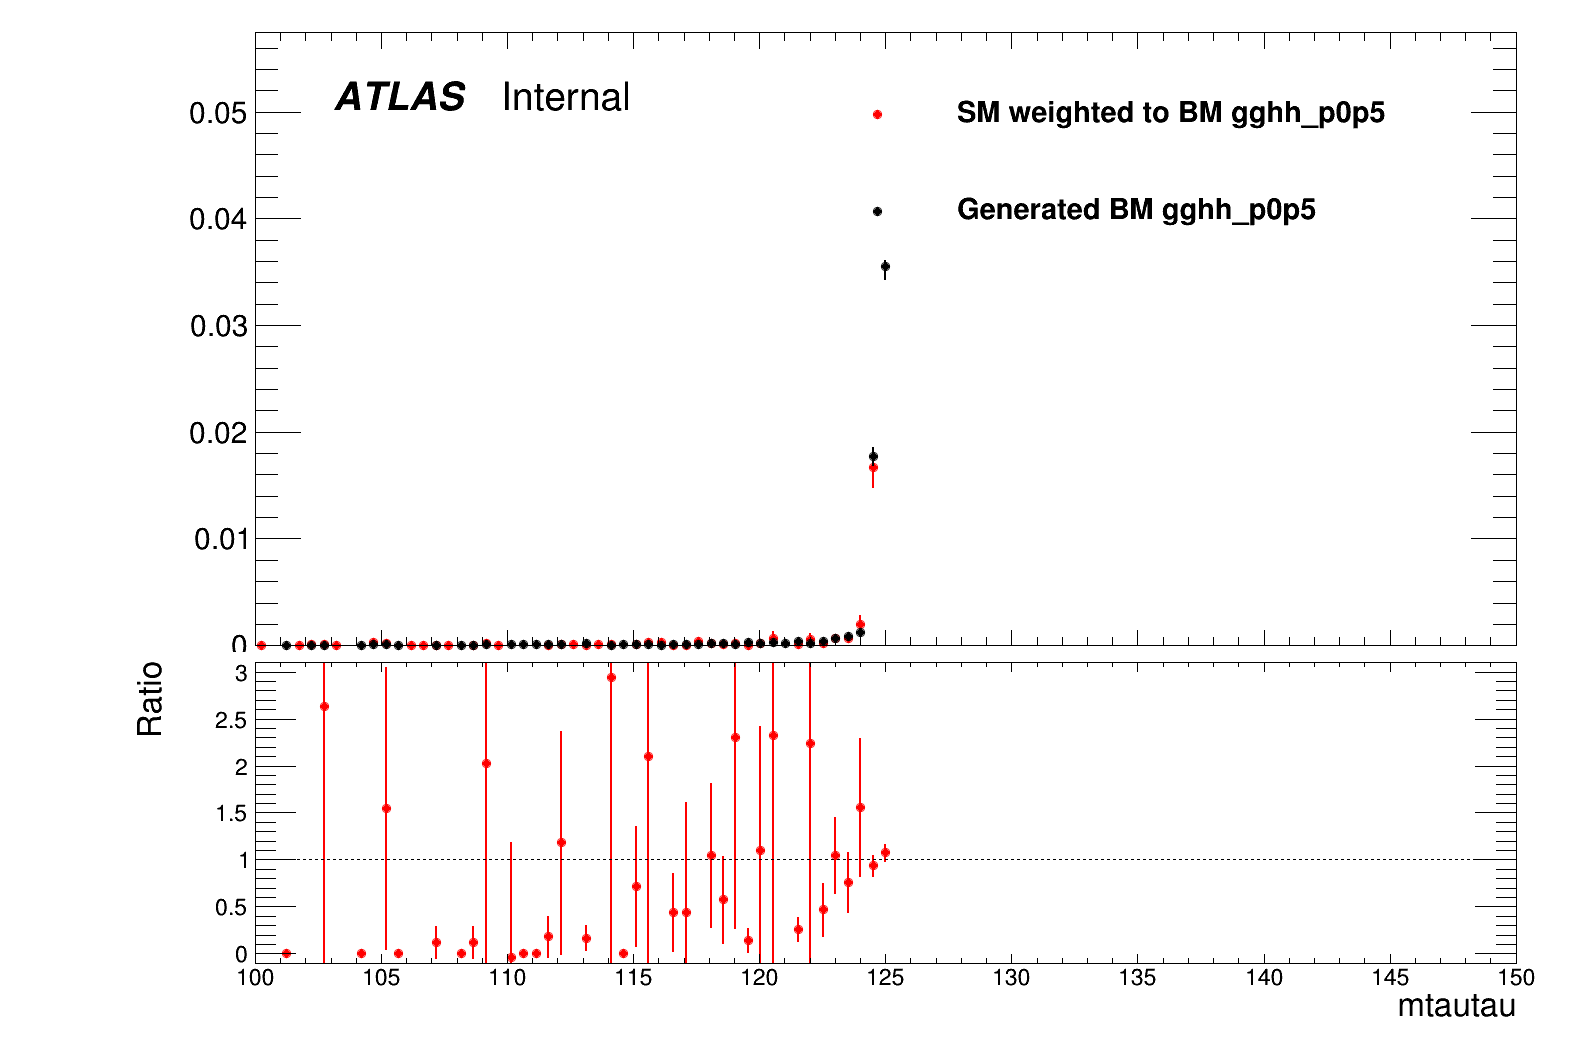 ATLAS Internal
SM weighted to BM gghh_p0p5
Generated BM gghh_p0p5
0.05
0.04
0.03
0.02
0.01
0
Ratio
3
2.5
2
1.5
1
0.5
0
100 105 110 115 120 125 130 135 140 145 150
mtautau